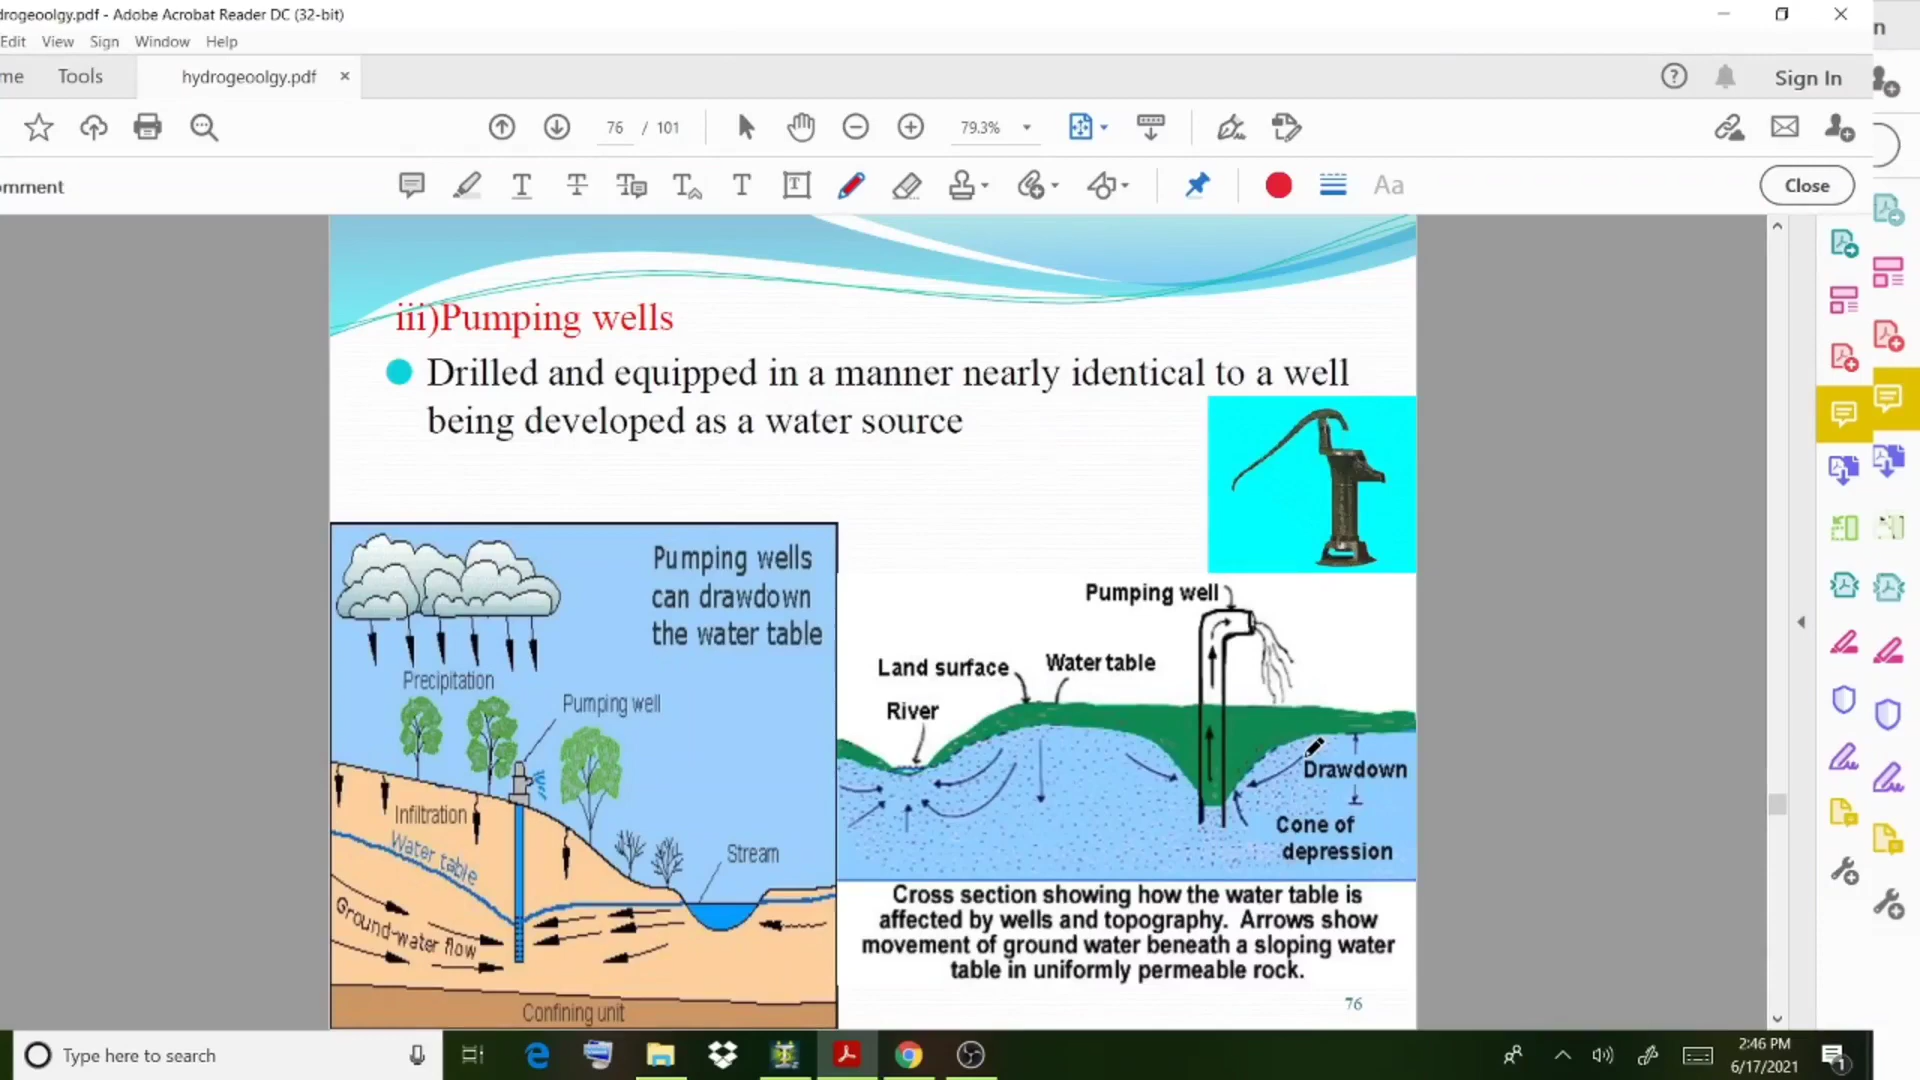 drogeoolgy.pdf - Adobe Acrobat Reader DC (32-bit)
Edit View Sign Window Help
me Tools hydrogeoolgy.pdf × Sign In
76 / 101 79.3%
omment Close
iii)Pumping wells
Drilled and equipped in a manner nearly identical to a well
being developed as a water source
Pumping wells
can drawdown
the water table
Precipitation
Pumping well
Infiltration
Water table
Stream
Ground-water flow
Confining unit
Pumping well
Land surface
Water table
River
Drawdown
Cone of
depression
Cross section showing how the water table is
affected by wells and topography. Arrows show
movement of ground water beneath a sloping water
table in uniformly permeable rock.
76
Type here to search
2:46 PM
6/17/2021
1